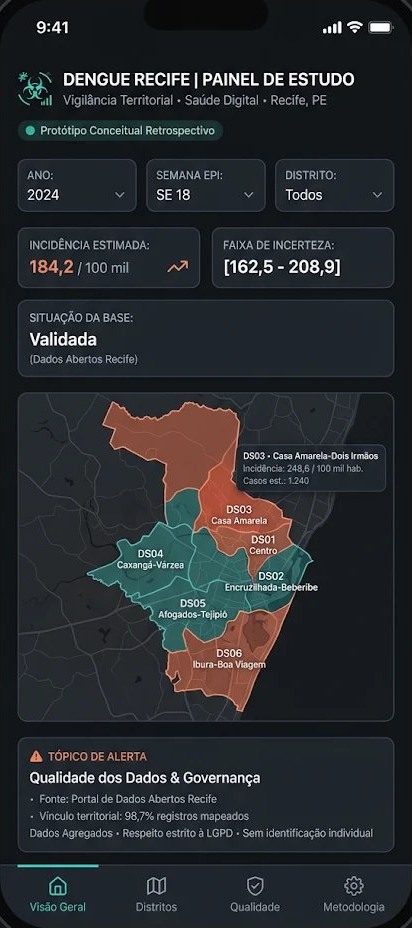 9:41
DENGUE RECIFE | PAINEL DE ESTUDO
Vigilância Territorial • Saúde Digital • Recife, PE
Protótipo Conceitual Retrospectivo
ANO:
2024
SEMANA EPI:
SE 18
DISTRITO:
Todos
INCIDÊNCIA ESTIMADA:
184,2 / 100 mil
FAIXA DE INCERTEZA:
[162,5 - 208,9]
SITUAÇÃO DA BASE:
Validada
(Dados Abertos Recife)
DS03 • Casa Amarela-Dois Irmãos
Incidência: 248,6 / 100 mil hab.
Casos est.: 1.240
DS03
Casa Amarela
DS01
Centro
DS04
Caxangá-Várzea
DS02
Encruzilhada-Beberibe
DS05
Afogados-Tejipió
DS06
Ibura-Boa Viagem
TÓPICO DE ALERTA
Qualidade dos Dados & Governança
• Fonte: Portal de Dados Abertos Recife
• Vínculo territorial: 98,7% registros mapeados
Dados Agregados • Respeito estrito à LGPD • Sem identificação individual
Visão Geral
Distritos
Qualidade
Metodologia